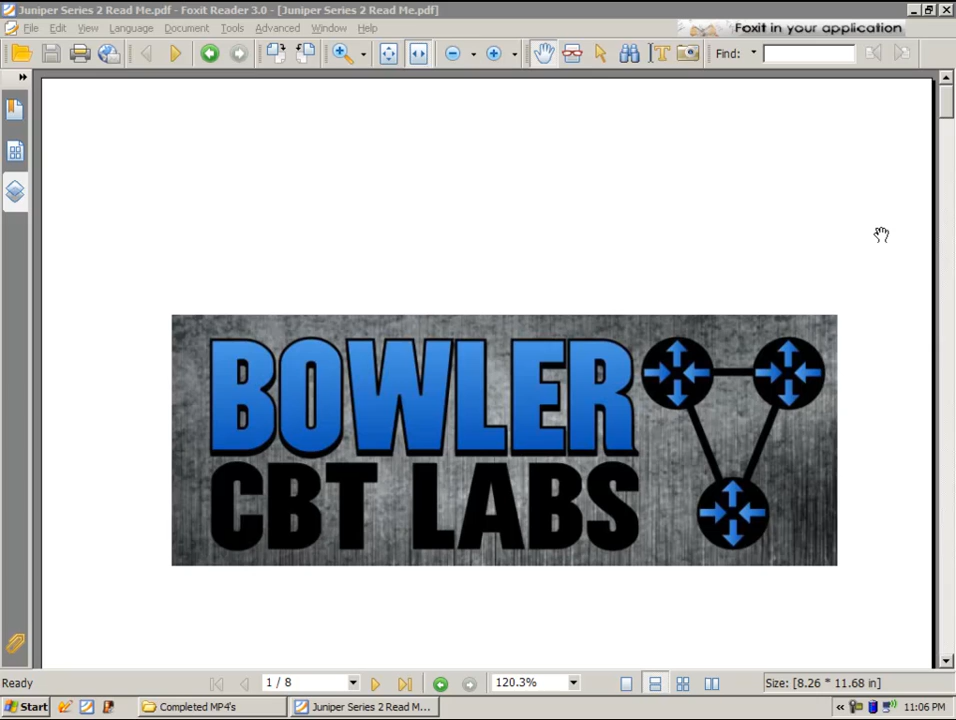 Juniper Series 2 Read Me.pdf - Foxit Reader 3.0 - [Juniper Series 2 Read Me.pdf]
File Edit View Language Document Tools Advanced Window Help
Foxit in your application
Find:
BOWLER
CBT LABS
Ready
1 / 8
120.3%
Size: [8.26 * 11.68 in]
Start
Completed MP4's
Juniper Series 2 Read M...
11:06 PM